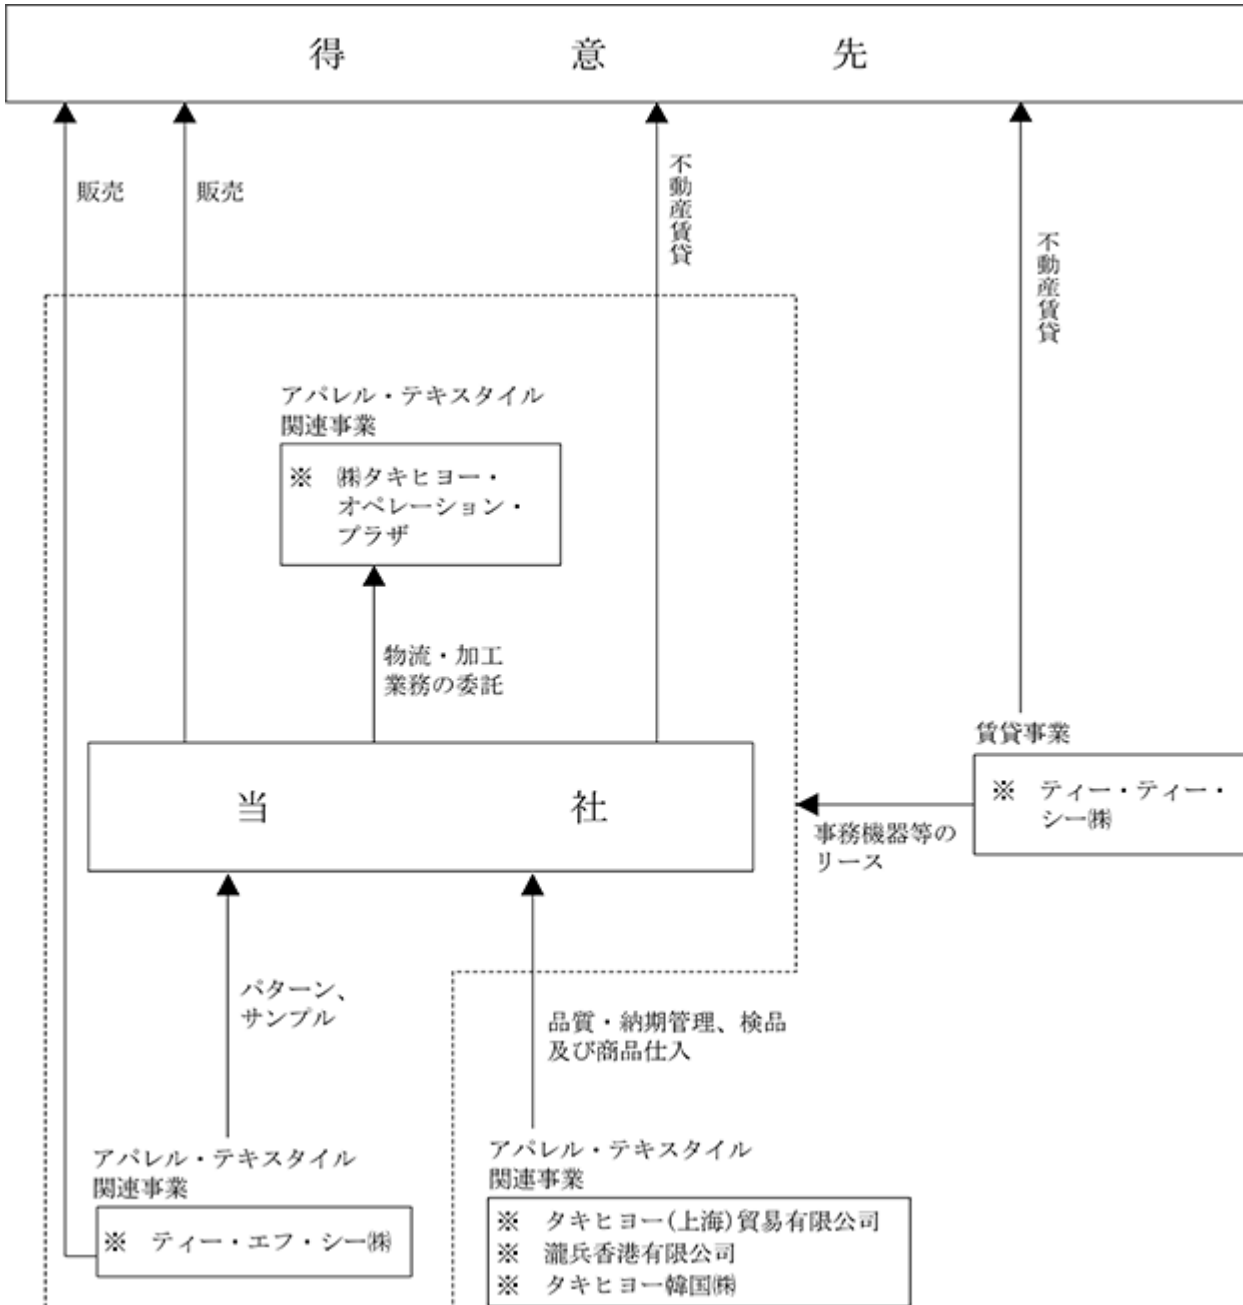 得意先
販売
販売
不動産賃貸
不動産賃貸
アパレル・テキスタイル
関連事業
※ ㈱タキヒヨー・
オペレーション・
プラザ
物流・加工
業務の委託
当社
賃貸事業
※ ティー・ティー・
シー㈱
事務機器等の
リース
パターン、
サンプル
品質・納期管理、検品
及び商品仕入
アパレル・テキスタイル
関連事業
※ ティー・エフ・シー㈱
アパレル・テキスタイル
関連事業
※ タキヒヨー(上海)貿易有限公司
※ 瀧兵香港有限公司
※ タキヒヨー韓国㈱